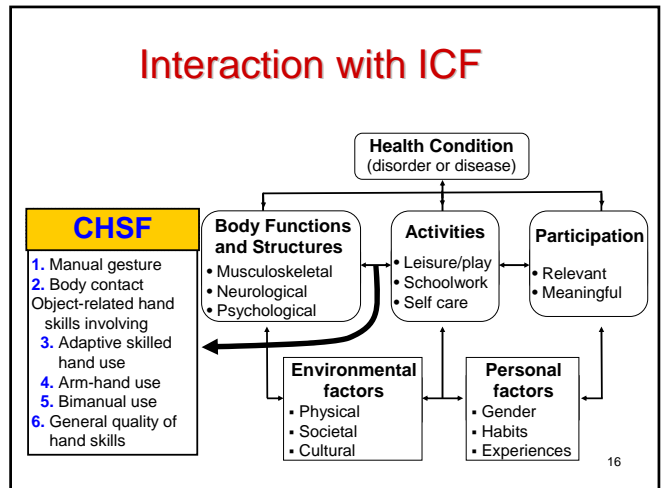 Interaction with ICF
Health Condition
(disorder or disease)
CHSF
1. Manual gesture
2. Body contact
Object-related hand
skills involving
3. Adaptive skilled
hand use
4. Arm-hand use
5. Bimanual use
6. General quality of
hand skills
Body Functions
and Structures
• Musculoskeletal
• Neurological
• Psychological
Activities
• Leisure/play
• Schoolwork
• Self care
Participation
• Relevant
• Meaningful
Environmental
factors
▪ Physical
▪ Societal
▪ Cultural
Personal
factors
▪ Gender
▪ Habits
▪ Experiences
16